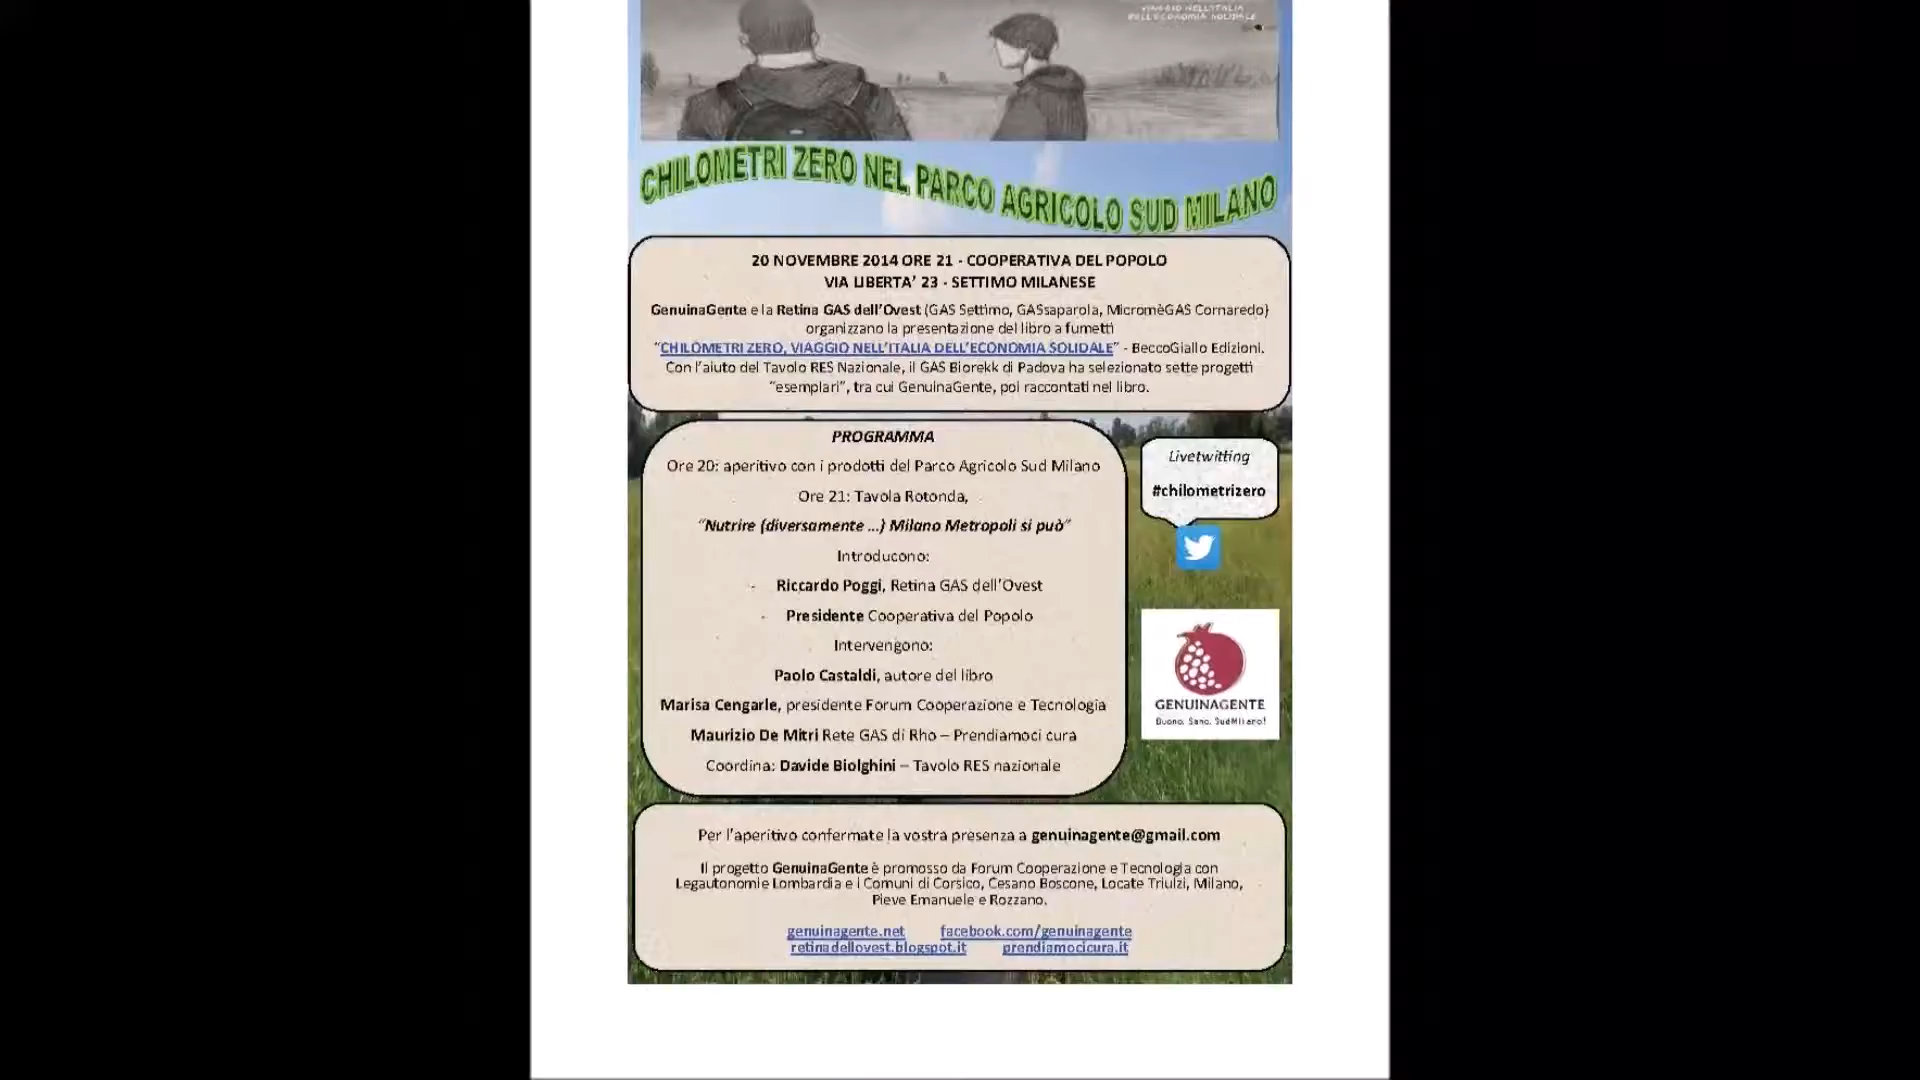 VIAGGIO NELL'ITALIA
DELL'ECONOMIA SOLIDALE
CHILOMETRI ZERO NEL PARCO AGRICOLO SUD MILANO
20 NOVEMBRE 2014 ORE 21 - COOPERATIVA DEL POPOLO
VIA LIBERTA' 23 - SETTIMO MILANESE
GenuinaGente e la Retina GAS dell'Ovest (GAS Settimo, GASsaparola, MicromèGAS Cornaredo)
organizzano la presentazione del libro a fumetti
"CHILOMETRI ZERO, VIAGGIO NELL'ITALIA DELL'ECONOMIA SOLIDALE" - BeccoGiallo Edizioni.
Con l'aiuto del Tavolo RES Nazionale, il GAS Biorekk di Padova ha selezionato sette progetti
"esemplari", tra cui GenuinaGente, poi raccontati nel libro.
PROGRAMMA
Ore 20: aperitivo con i prodotti del Parco Agricolo Sud Milano
Ore 21: Tavola Rotonda,
"Nutrire (diversamente ...) Milano Metropoli si può"
Introducono:
- Riccardo Poggi, Retina GAS dell'Ovest
- Presidente Cooperativa del Popolo
Intervengono:
Paolo Castaldi, autore del libro
Marisa Cengarle, presidente Forum Cooperazione e Tecnologia
Maurizio De Mitri Rete GAS di Rho – Prendiamoci cura
Coordina: Davide Biolghini – Tavolo RES nazionale
Livetwitting
#chilometrizero
GENUINAGENTE
Buono. Sano. SudMilano!
Per l'aperitivo confermate la vostra presenza a genuinagente@gmail.com
Il progetto GenuinaGente è promosso da Forum Cooperazione e Tecnologia con
Legautonomie Lombardia e i Comuni di Corsico, Cesano Boscone, Locate Triulzi, Milano,
Pieve Emanuele e Rozzano.
genuinagente.net facebook.com/genuinagente
retinadellovest.blogspot.it prendiamocicura.it